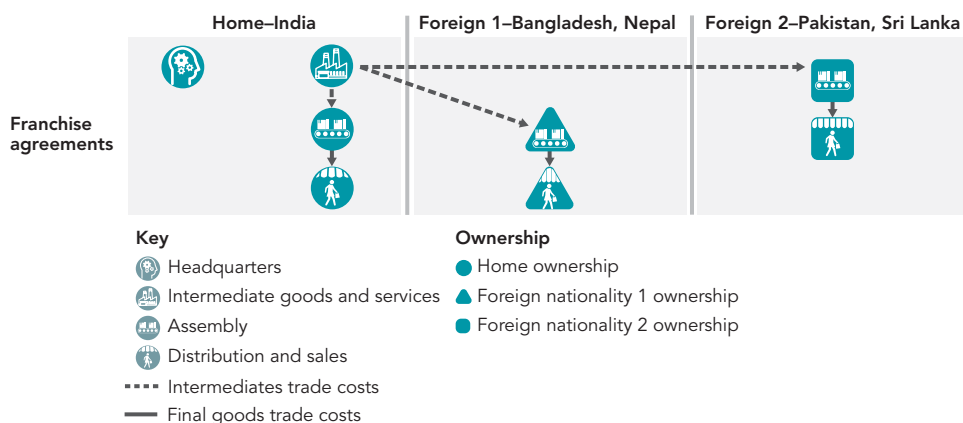 Home–India
Foreign 1–Bangladesh, Nepal
Foreign 2–Pakistan, Sri Lanka
Franchise
agreements
Key
Headquarters
Intermediate goods and services
Assembly
Distribution and sales
Intermediates trade costs
Final goods trade costs
Ownership
Home ownership
Foreign nationality 1 ownership
Foreign nationality 2 ownership